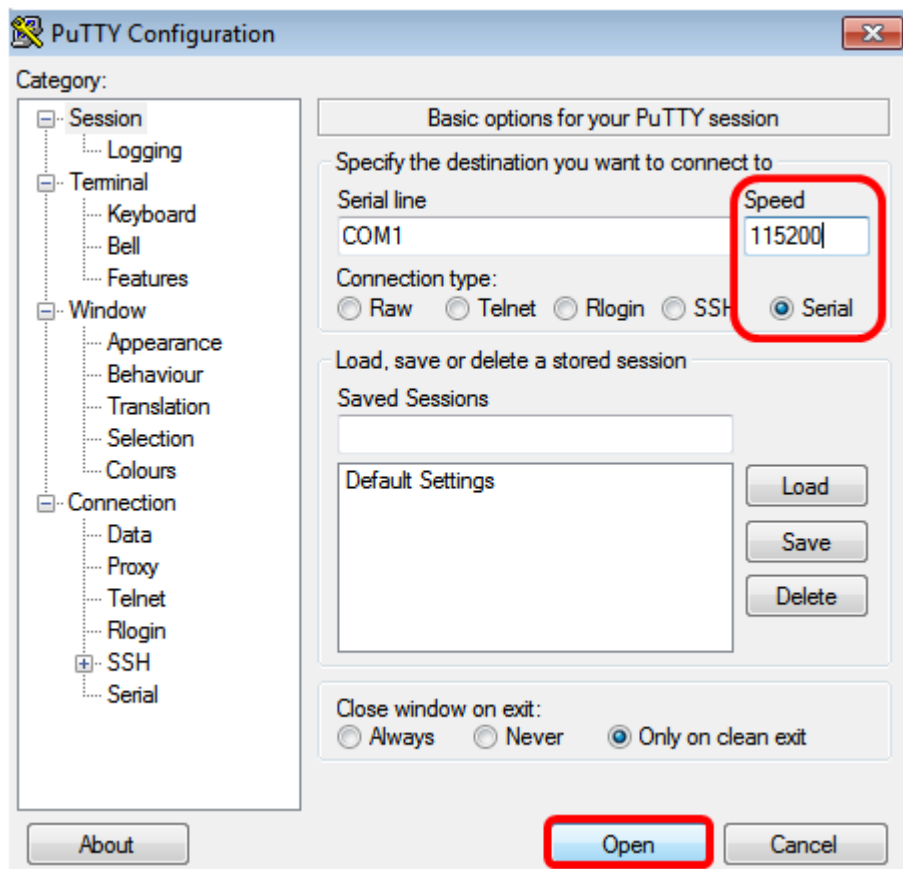 PuTTY Configuration
Category:
Session
Logging
Terminal
Keyboard
Bell
Features
Window
Appearance
Behaviour
Translation
Selection
Colours
Connection
Data
Proxy
Telnet
Rlogin
SSH
Serial
Basic options for your PuTTY session
Specify the destination you want to connect to
Serial line Speed
COM1 115200
Connection type:
Raw Telnet Rlogin SSH Serial
Load, save or delete a stored session
Saved Sessions
Default Settings
Load
Save
Delete
Close window on exit:
Always Never Only on clean exit
About Open Cancel